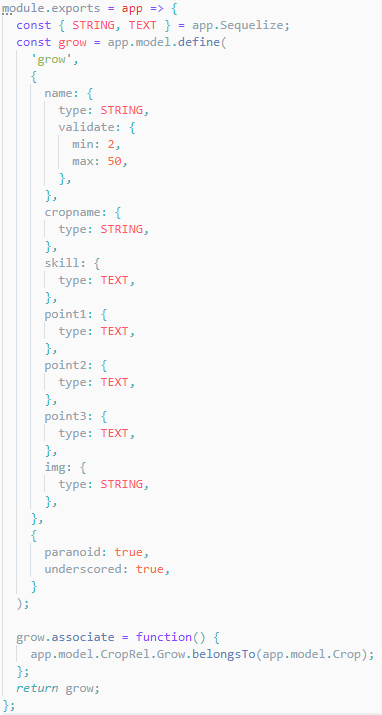 module.exports = app => {
  const { STRING, TEXT } = app.Sequelize;
  const grow = app.model.define(
    'grow',
    {
      name: {
        type: STRING,
        validate: {
          min: 2,
          max: 50,
        },
      },
      cropname: {
        type: STRING,
      },
      skill: {
        type: TEXT,
      },
      point1: {
        type: TEXT,
      },
      point2: {
        type: TEXT,
      },
      point3: {
        type: TEXT,
      },
      img: {
        type: STRING,
      },
    },
    {
      paranoid: true,
      underscored: true,
    }
  );

  grow.associate = function() {
    app.model.CropRel.Grow.belongsTo(app.model.Crop);
  };
  return grow;
};